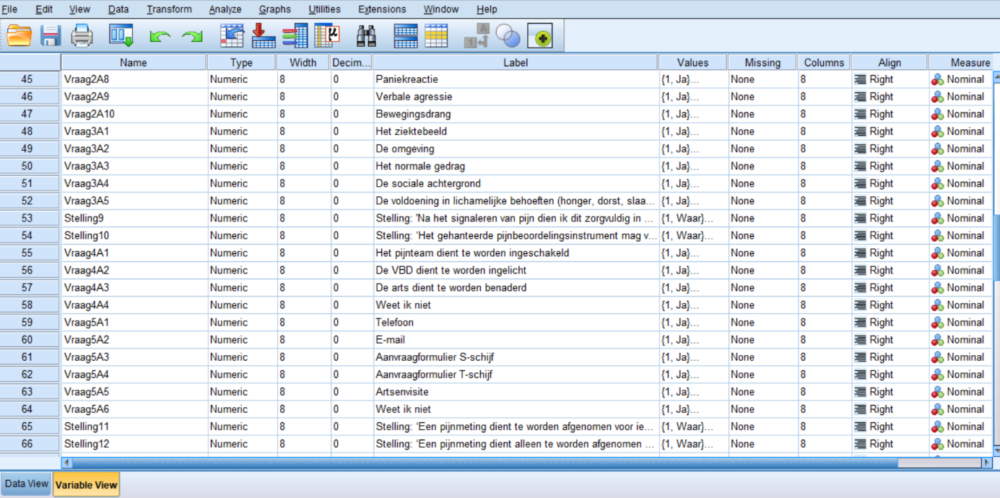 File Edit View Data Transform Analyze Graphs Utilities Extensions Window Help
Name Type Width Decim... Label Values Missing Columns Align Measure
45 Vraag2A8 Numeric 8 0 Paniekreactie {1, Ja}... None 8 Right Nominal
46 Vraag2A9 Numeric 8 0 Verbale agressie {1, Ja}... None 8 Right Nominal
47 Vraag2A10 Numeric 8 0 Bewegingsdrang {1, Ja}... None 8 Right Nominal
48 Vraag3A1 Numeric 8 0 Het ziektebeeld {1, Ja}... None 8 Right Nominal
49 Vraag3A2 Numeric 8 0 De omgeving {1, Ja}... None 8 Right Nominal
50 Vraag3A3 Numeric 8 0 Het normale gedrag {1, Ja}... None 8 Right Nominal
51 Vraag3A4 Numeric 8 0 De sociale achtergrond {1, Ja}... None 8 Right Nominal
52 Vraag3A5 Numeric 8 0 De voldoening in lichamelijke behoeften (honger, dorst, slaa... {1, Ja}... None 8 Right Nominal
53 Stelling9 Numeric 8 0 Stelling: 'Na het signaleren van pijn dien ik dit zorgvuldig in ... {1, Waar}... None 8 Right Nominal
54 Stelling10 Numeric 8 0 Stelling: ‘Het gehanteerde pijnbeoordelingsinstrument mag v... {1, Waar}... None 8 Right Nominal
55 Vraag4A1 Numeric 8 0 Het pijnteam dient te worden ingeschakeld {1, Ja}... None 8 Right Nominal
56 Vraag4A2 Numeric 8 0 De VBD dient te worden ingelicht {1, Ja}... None 8 Right Nominal
57 Vraag4A3 Numeric 8 0 De arts dient te worden benaderd {1, Ja}... None 8 Right Nominal
58 Vraag4A4 Numeric 8 0 Weet ik niet {1, Ja}... None 8 Right Nominal
59 Vraag5A1 Numeric 8 0 Telefoon {1, Ja}... None 8 Right Nominal
60 Vraag5A2 Numeric 8 0 E-mail {1, Ja}... None 8 Right Nominal
61 Vraag5A3 Numeric 8 0 Aanvraagformulier S-schijf {1, Ja}... None 8 Right Nominal
62 Vraag5A4 Numeric 8 0 Aanvraagformulier T-schijf {1, Ja}... None 8 Right Nominal
63 Vraag5A5 Numeric 8 0 Artsenvisite {1, Ja}... None 8 Right Nominal
64 Vraag5A6 Numeric 8 0 Weet ik niet {1, Ja}... None 8 Right Nominal
65 Stelling11 Numeric 8 0 Stelling: ‘Een pijnmeting dient te worden afgenomen voor ie... {1, Waar}... None 8 Right Nominal
66 Stelling12 Numeric 8 0 Stelling: ‘Een pijnmeting dient alleen te worden afgenomen ... {1, Waar}... None 8 Right Nominal
Data View Variable View